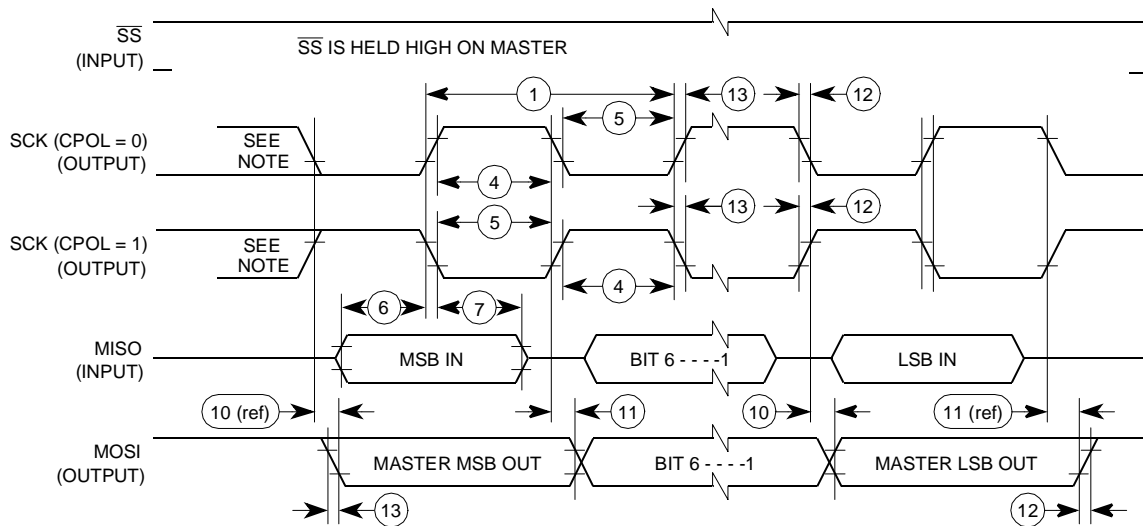 SS
(INPUT)
SS IS HELD HIGH ON MASTER
1
13
12
5
SCK (CPOL = 0)
(OUTPUT)
SEE
NOTE
4
13
12
5
SCK (CPOL = 1)
(OUTPUT)
SEE
NOTE
4
6
7
MISO
(INPUT)
MSB IN
BIT 6 - - - -1
LSB IN
10 (ref)
11
10
11 (ref)
MOSI
(OUTPUT)
MASTER MSB OUT
BIT 6 - - - -1
MASTER LSB OUT
13
12